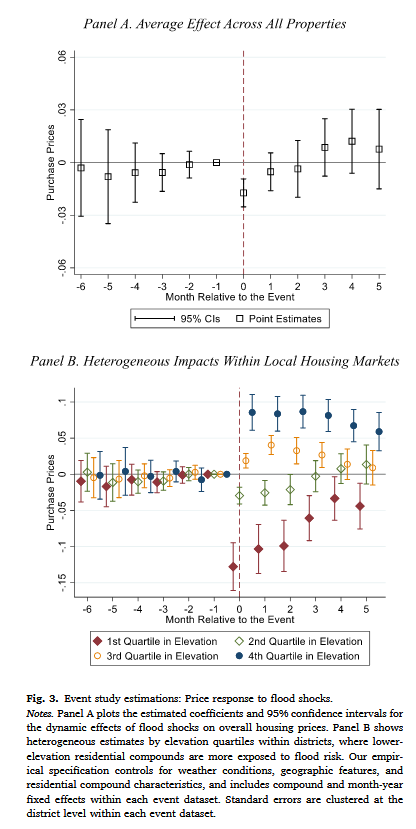 Panel A. Average Effect Across All Properties
.06
.03
0
-.03
-.06
Purchase Prices
-6 -5 -4 -3 -2 -1 0 1 2 3 4 5
Month Relative to the Event
95% CIs Point Estimates
Panel B. Heterogeneous Impacts Within Local Housing Markets
.1
.05
0
-.05
-.1
-.15
Purchase Prices
-6 -5 -4 -3 -2 -1 0 1 2 3 4 5
Month Relative to the Event
1st Quartile in Elevation 2nd Quartile in Elevation
3rd Quartile in Elevation 4th Quartile in Elevation
Fig. 3. Event study estimations: Price response to flood shocks.
Notes. Panel A plots the estimated coefficients and 95% confidence intervals for
the dynamic effects of flood shocks on overall housing prices. Panel B shows
heterogeneous estimates by elevation quartiles within districts, where lower-
elevation residential compounds are more exposed to flood risk. Our empir-
ical specification controls for weather conditions, geographic features, and
residential compound characteristics, and includes compound and month-year
fixed effects within each event dataset. Standard errors are clustered at the
district level within each event dataset.